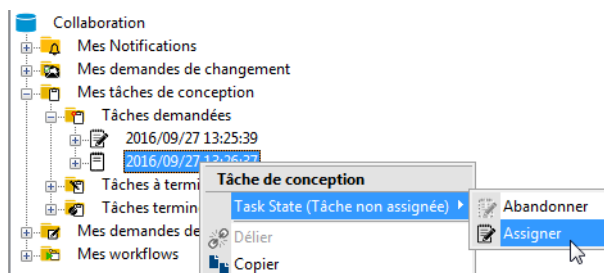 Collaboration
Mes Notifications
Mes demandes de changement
Mes tâches de conception
Tâches demandées
2016/09/27 13:25:39
2016/09/27 13:26:37
Tâche de conception
Tâches à termi
Task State (Tâche non assignée)
Abandonner
Tâches termin
Assigner
Mes demandes de
Délier
Mes workflows
Copier